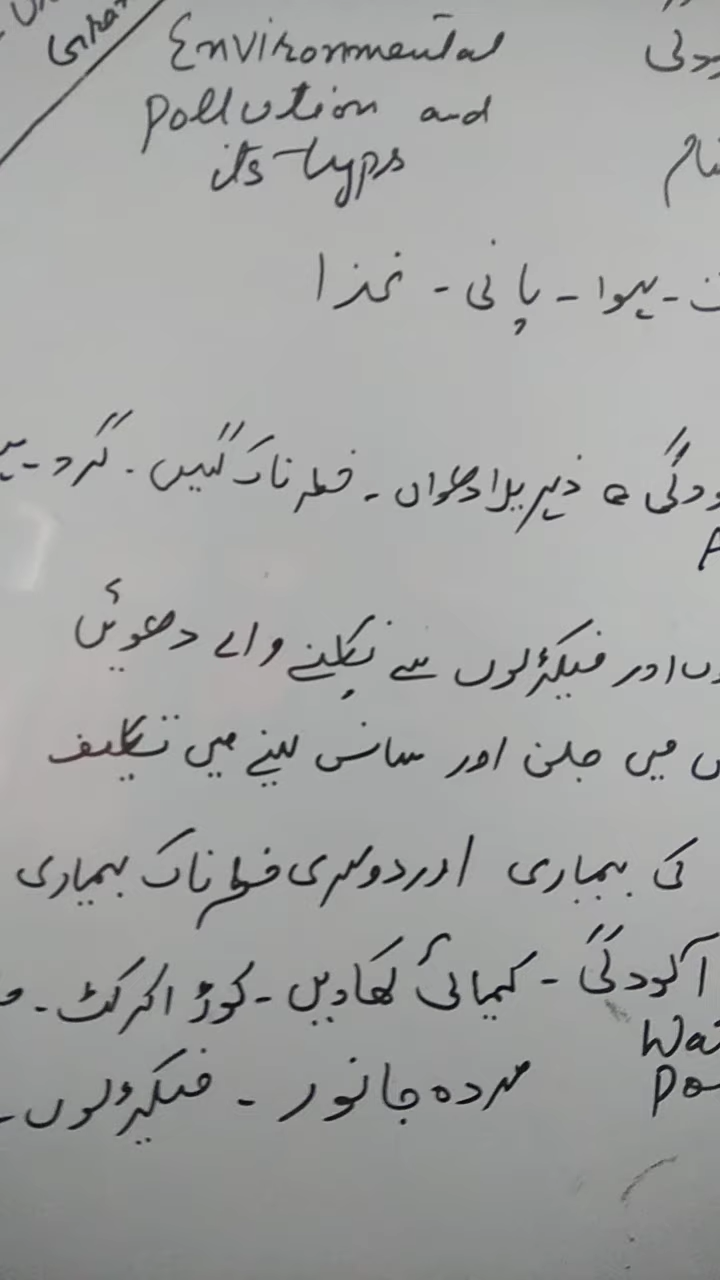 Environmental
Pollution and
its typs
ہوا - پانی - غذا
زہریلا دھواں - خطرناک گیس - گرد -
اور فیکٹریوں سے نکلنے والے دھوئیں
میں جلن اور سانس لینے میں تکلیف
کی بیماری اور دوسری خطرناک بیماری
آلودگی - کیمیائی کھادیں - کوڑا کرکٹ -
مردہ جانور - فیکٹریوں